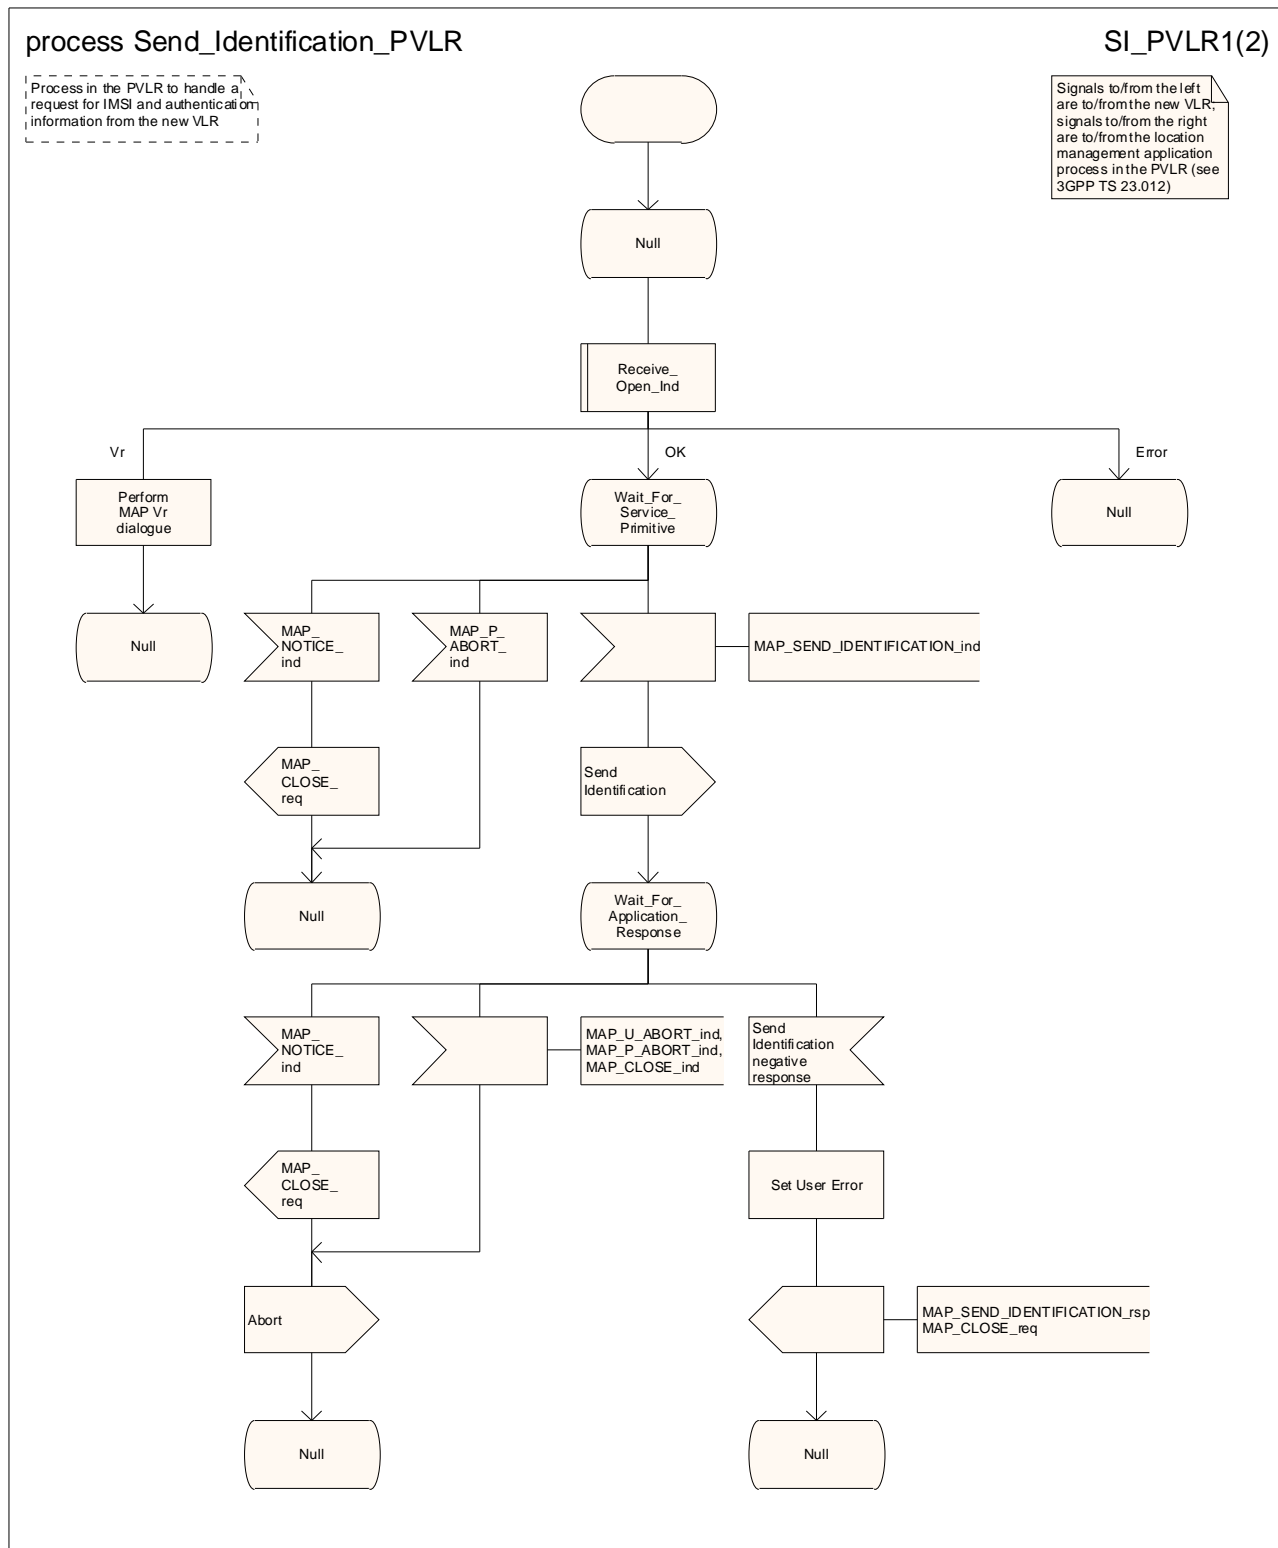 process Send_Identification_PVLR
SI_PVLR1(2)
Process in the PVLR to handle a
request for IMSI and authentication
information from the new VLR
Signals to/from the left
are to/from the new VLR,
signals to/from the right
are to/from the location
management application
process in the PVLR (see
3GPP TS 23.012)
Null
Receive_
Open_Ind
Vr
OK
Error
Perform
MAP Vr
dialogue
Wait_For_
Service_
Primitive
Null
Null
MAP_
NOTICE_
ind
MAP_P_
ABORT_
ind
MAP_SEND_IDENTIFICATION_ind
MAP_
CLOSE_
req
Send
Identification
Null
Wait_For_
Application_
Response
MAP_
NOTICE_
ind
MAP_U_ABORT_ind,
MAP_P_ABORT_ind,
MAP_CLOSE_ind
Send
Identification
negative
response
MAP_
CLOSE_
req
Set User Error
Abort
MAP_SEND_IDENTIFICATION_rsp
MAP_CLOSE_req
Null
Null